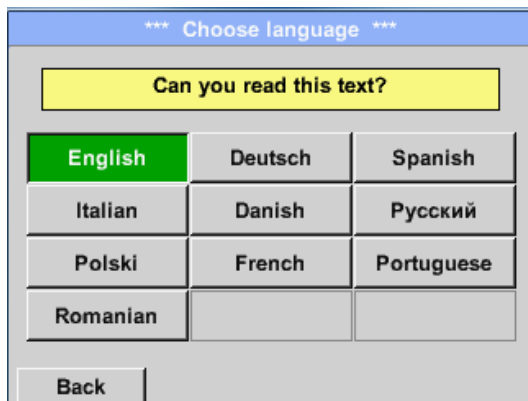 *** Choose language ***
Can you read this text?
English Deutsch Spanish
Italian Danish Русский
Polski French Portuguese
Romanian
Back